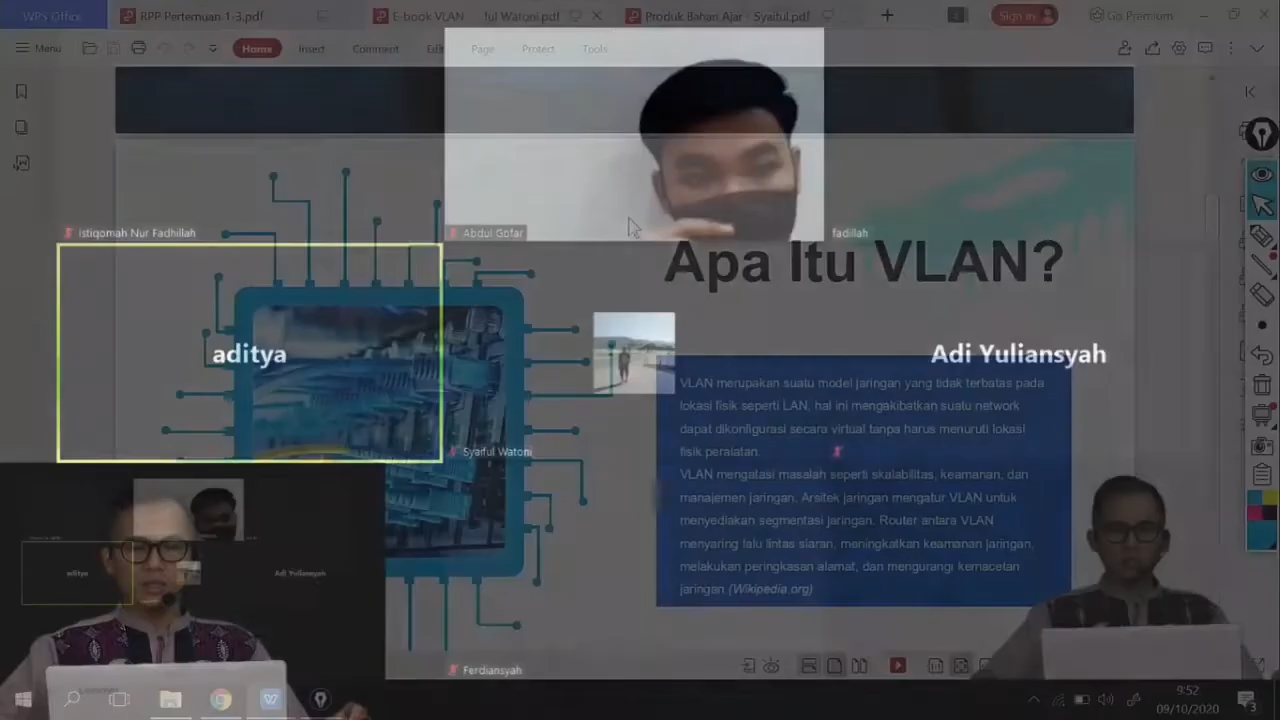 WPS Office
RPP Pertemuan 1-3.pdf
E-book VLAN
ful Watoni.pdf
Produk Bahan Ajar - Syaiful.pdf
Sign in
Go Premium
Menu
Home
Insert
Comment
Edit
Page
Protect
Tools
Istiqomah Nur Fadhillah
Abdul Gofar
fadillah
Apa Itu VLAN?
aditya
Adi Yuliansyah
VLAN merupakan suatu model jaringan yang tidak terbatas pada
lokasi fisik seperti LAN, hal ini mengakibatkan suatu network
dapat dikonfigurasi secara virtual tanpa harus menuruti lokasi
fisik peralatan.
Syaiful Watoni
VLAN mengatasi masalah seperti skalabilitas, keamanan, dan
manajemen jaringan. Arsitek jaringan mengatur VLAN untuk
menyediakan segmentasi jaringan. Router antara VLAN
menyaring lalu lintas siaran, meningkatkan keamanan jaringan,
melakukan peringkasan alamat, dan mengurangi kemacetan
jaringan (Wikipedia.org)
aditya
Adi Yuliansyah
Ferdiansyah
9:52
09/10/2020
3